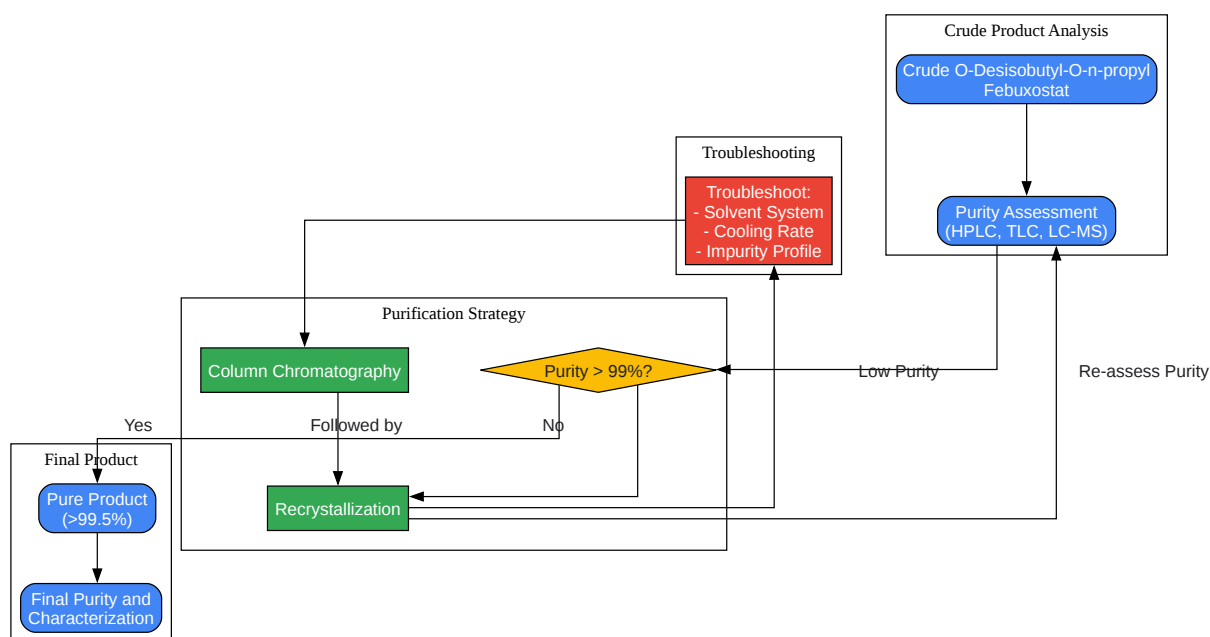 Crude Product Analysis
Crude O-Desisobutyl-O-n-propyl
Febuxostat
Purity Assessment
(HPLC, TLC, LC-MS)
Troubleshooting
Troubleshoot:
- Solvent System
- Cooling Rate
- Impurity Profile
Purification Strategy
Column Chromatography
Purity > 99%?
Low Purity
Re-assess Purity
Yes
Followed by
No
Recrystallization
Final Product
Pure Product
(>99.5%)
Final Purity and
Characterization